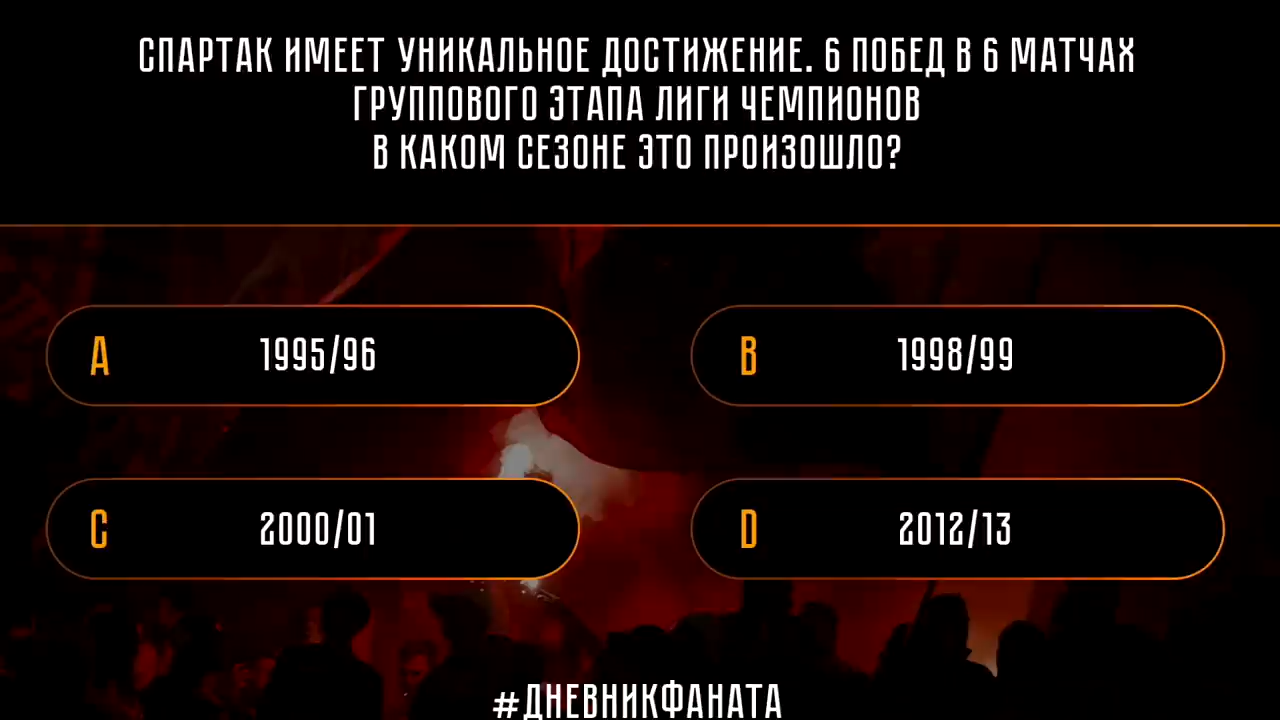 СПАРТАК ИМЕЕТ УНИКАЛЬНОЕ ДОСТИЖЕНИЕ. 6 ПОБЕД В 6 МАТЧАХ
ГРУППОВОГО ЭТАПА ЛИГИ ЧЕМПИОНОВ
В КАКОМ СЕЗОНЕ ЭТО ПРОИЗОШЛО?
A 1995/96
B 1998/99
C 2000/01
D 2012/13
#ДНЕВНИКФАНАТА